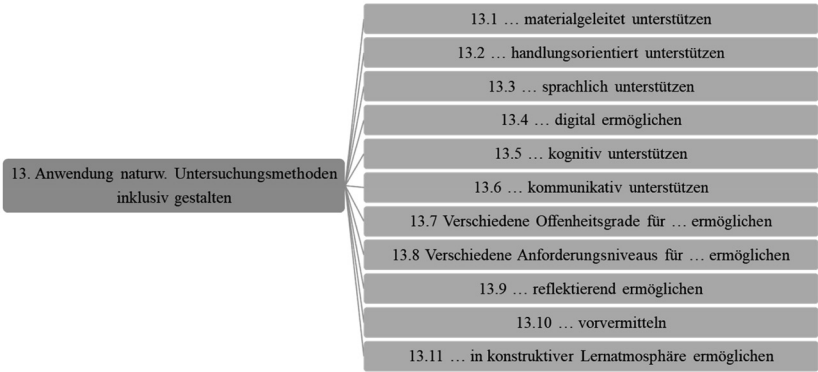 13. Anwendung naturw. Untersuchungsmethoden
inklusiv gestalten
13.1 … materialgeleitet unterstützen
13.2 … handlungsorientiert unterstützen
13.3 … sprachlich unterstützen
13.4 … digital ermöglichen
13.5 … kognitiv unterstützen
13.6 … kommunikativ unterstützen
13.7 Verschiedene Offenheitsgrade für … ermöglichen
13.8 Verschiedene Anforderungsniveaus für … ermöglichen
13.9 … reflektierend ermöglichen
13.10 … vorvermitteln
13.11 … in konstruktiver Lernatmosphäre ermöglichen